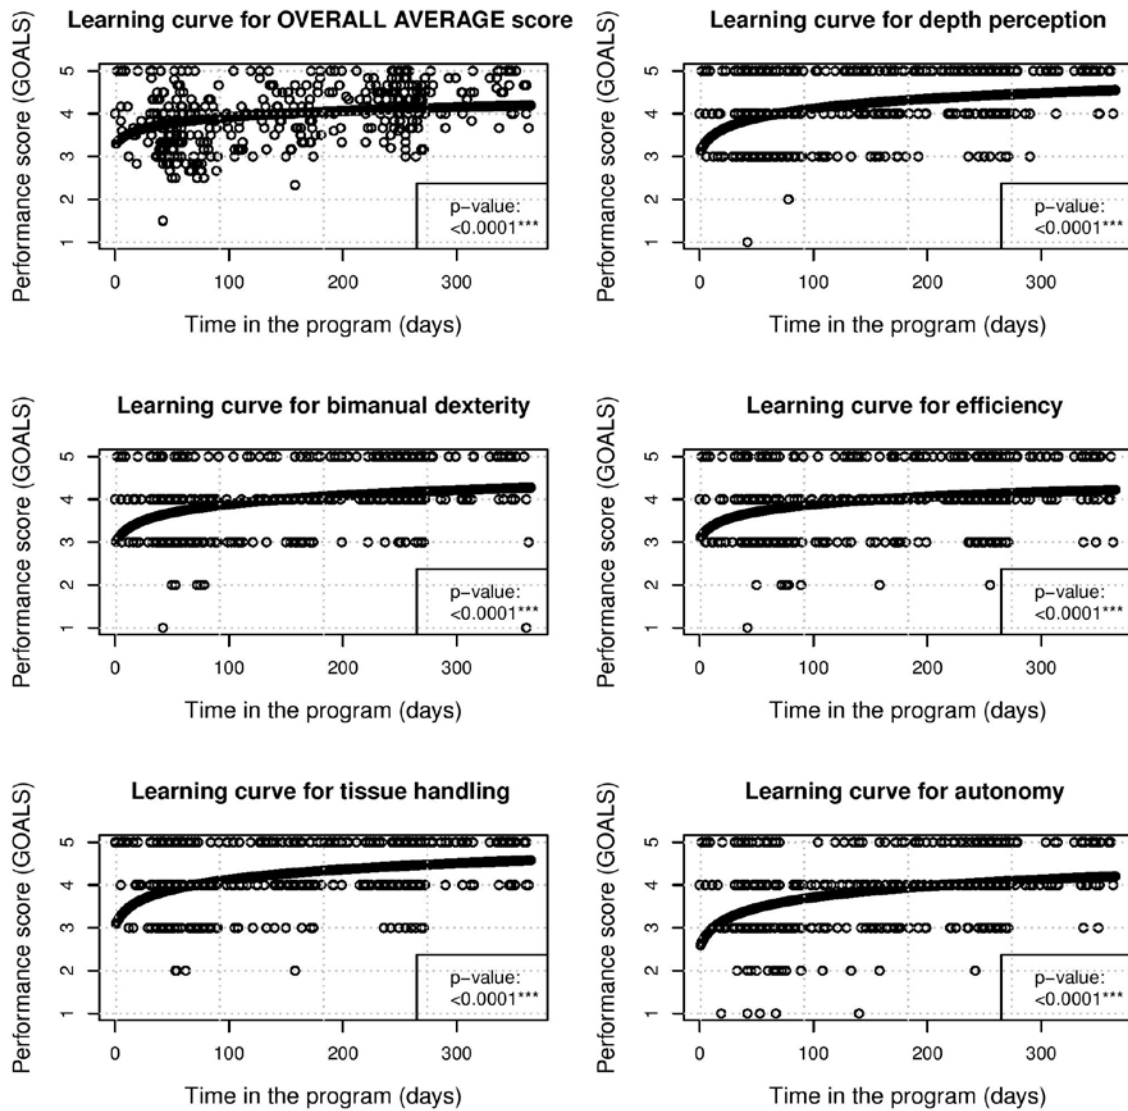 Learning curve for OVERALL AVERAGE score
Performance score (GOALS)
5
4
3
2
1
p-value:
<0.0001***
0 100 200 300
Time in the program (days)
Learning curve for depth perception
Performance score (GOALS)
5
4
3
2
1
p-value:
<0.0001***
0 100 200 300
Time in the program (days)
Learning curve for bimanual dexterity
Performance score (GOALS)
5
4
3
2
1
p-value:
<0.0001***
0 100 200 300
Time in the program (days)
Learning curve for efficiency
Performance score (GOALS)
5
4
3
2
1
p-value:
<0.0001***
0 100 200 300
Time in the program (days)
Learning curve for tissue handling
Performance score (GOALS)
5
4
3
2
1
p-value:
<0.0001***
0 100 200 300
Time in the program (days)
Learning curve for autonomy
Performance score (GOALS)
5
4
3
2
1
p-value:
<0.0001***
0 100 200 300
Time in the program (days)